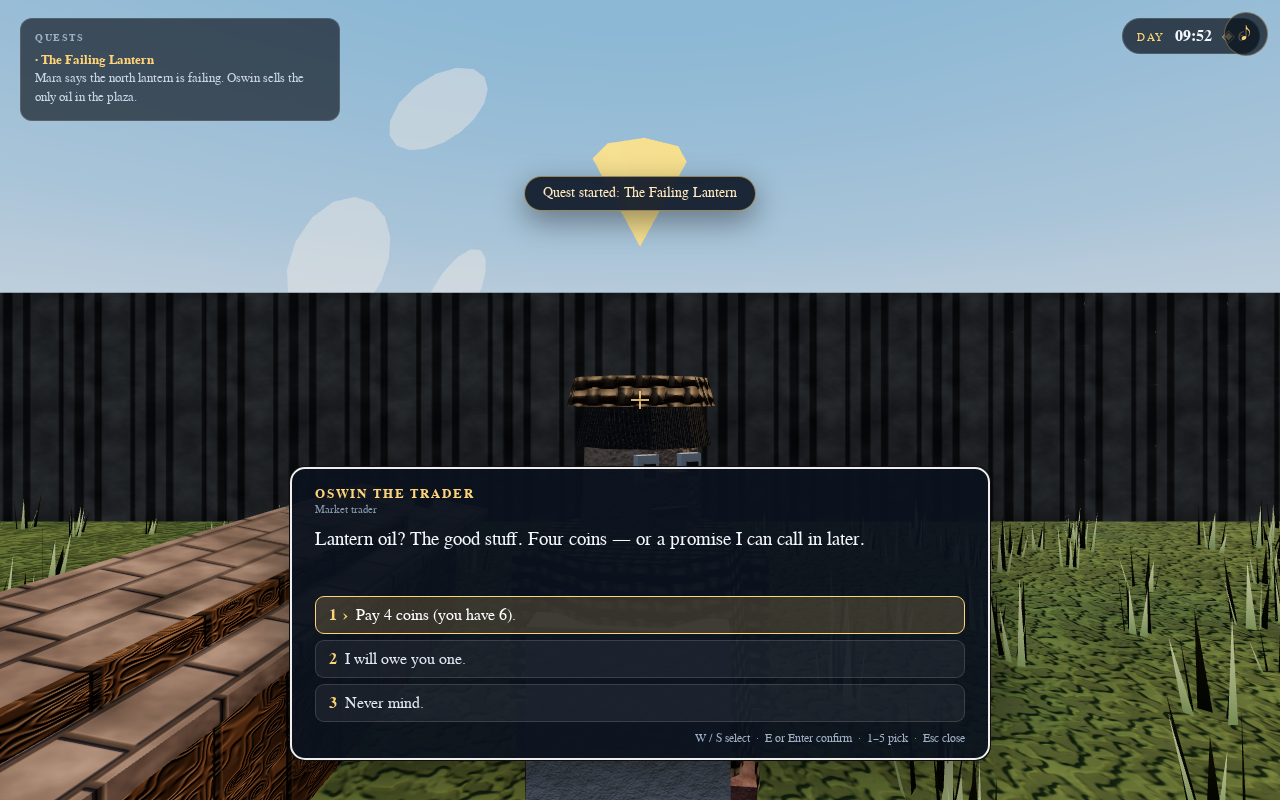 QUESTS
· The Failing Lantern
Mara says the north lantern is failing. Oswin sells the
only oil in the plaza.
DAY 09:52
Quest started: The Failing Lantern
OSWIN THE TRADER
Market trader
Lantern oil? The good stuff. Four coins — or a promise I can call in later.
1 › Pay 4 coins (you have 6).
2 I will owe you one.
3 Never mind.
W / S select · E or Enter confirm · 1–5 pick · Esc close